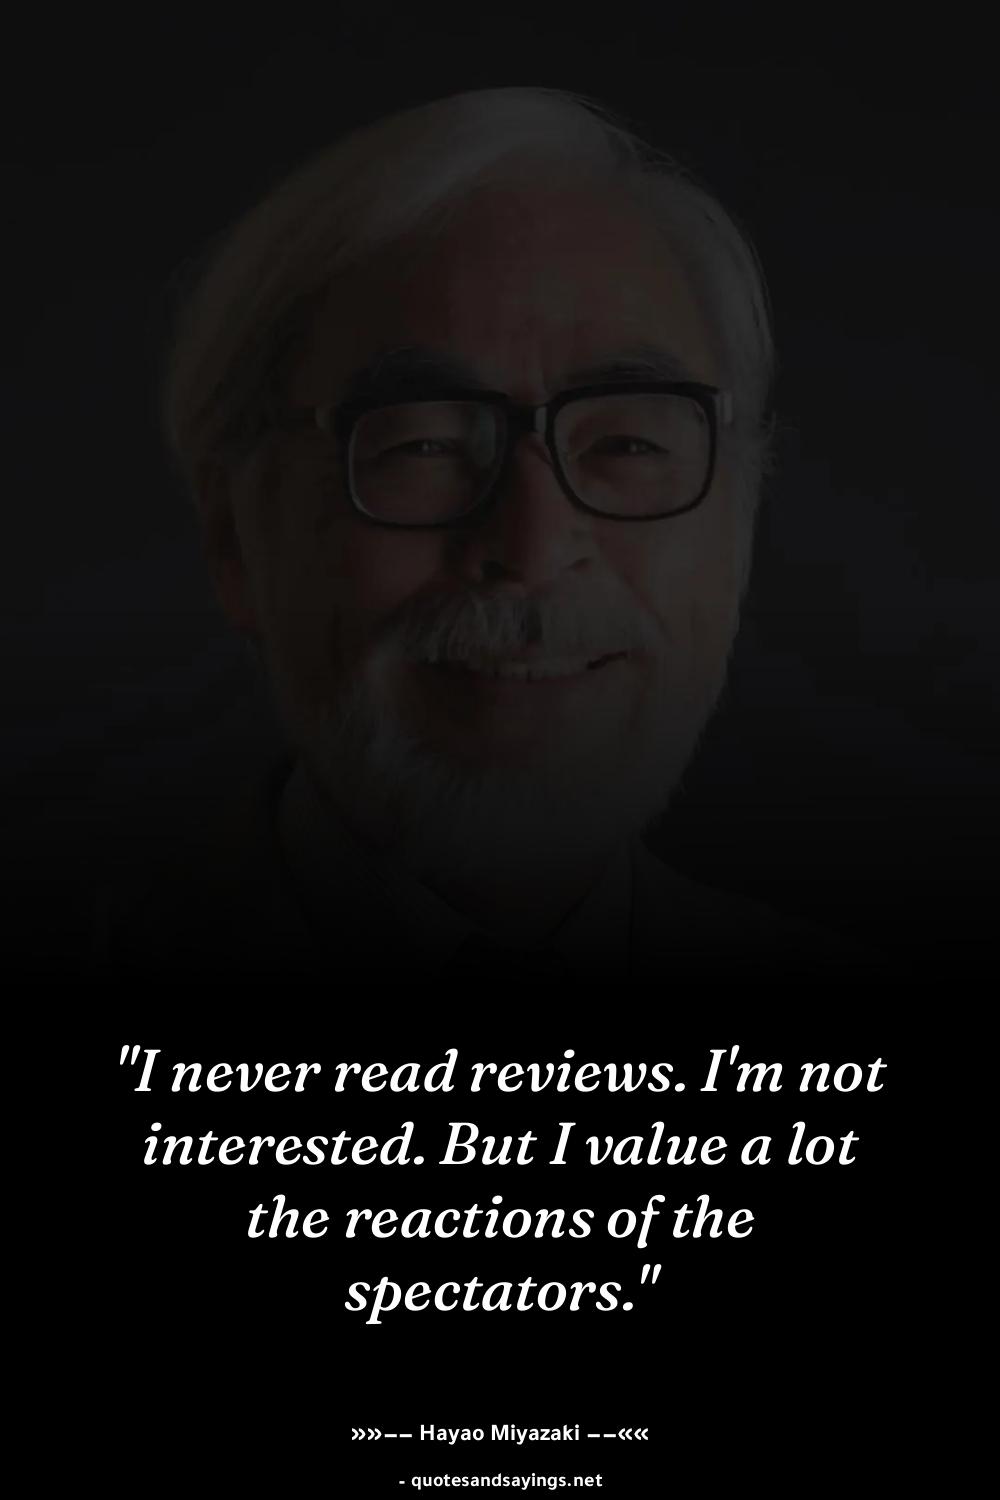 "I never read reviews. I'm not
interested. But I value a lot
the reactions of the
spectators."
»»−− Hayao Miyazaki −−««
- quotesandsayings.net